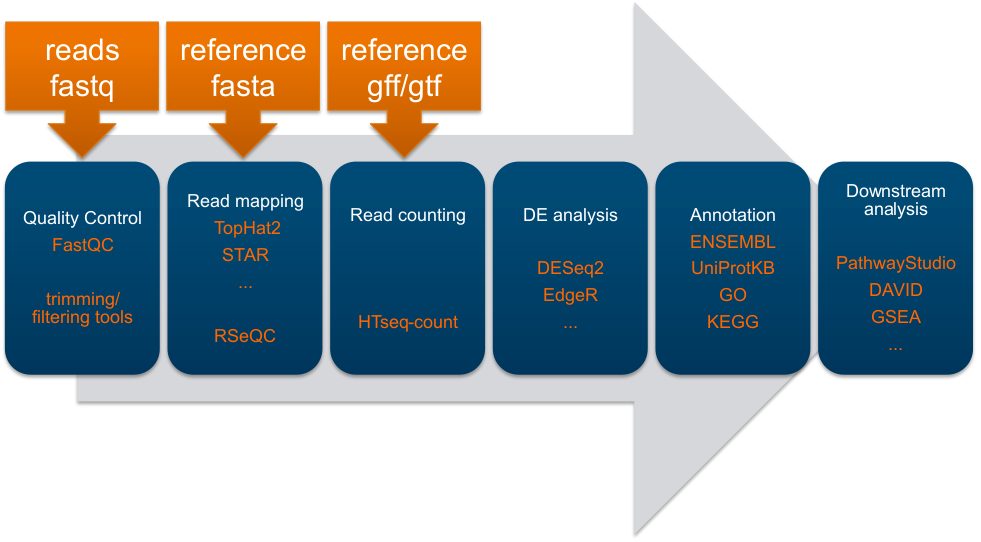 reads
fastq
reference
fasta
reference
gff/gtf
Quality Control
FastQC
trimming/
filtering tools
Read mapping
TopHat2
STAR
...
RSeQC
Read counting
HTseq-count
DE analysis
DESeq2
EdgeR
...
Annotation
ENSEMBL
UniProtKB
GO
KEGG
Downstream
analysis
PathwayStudio
DAVID
GSEA
...